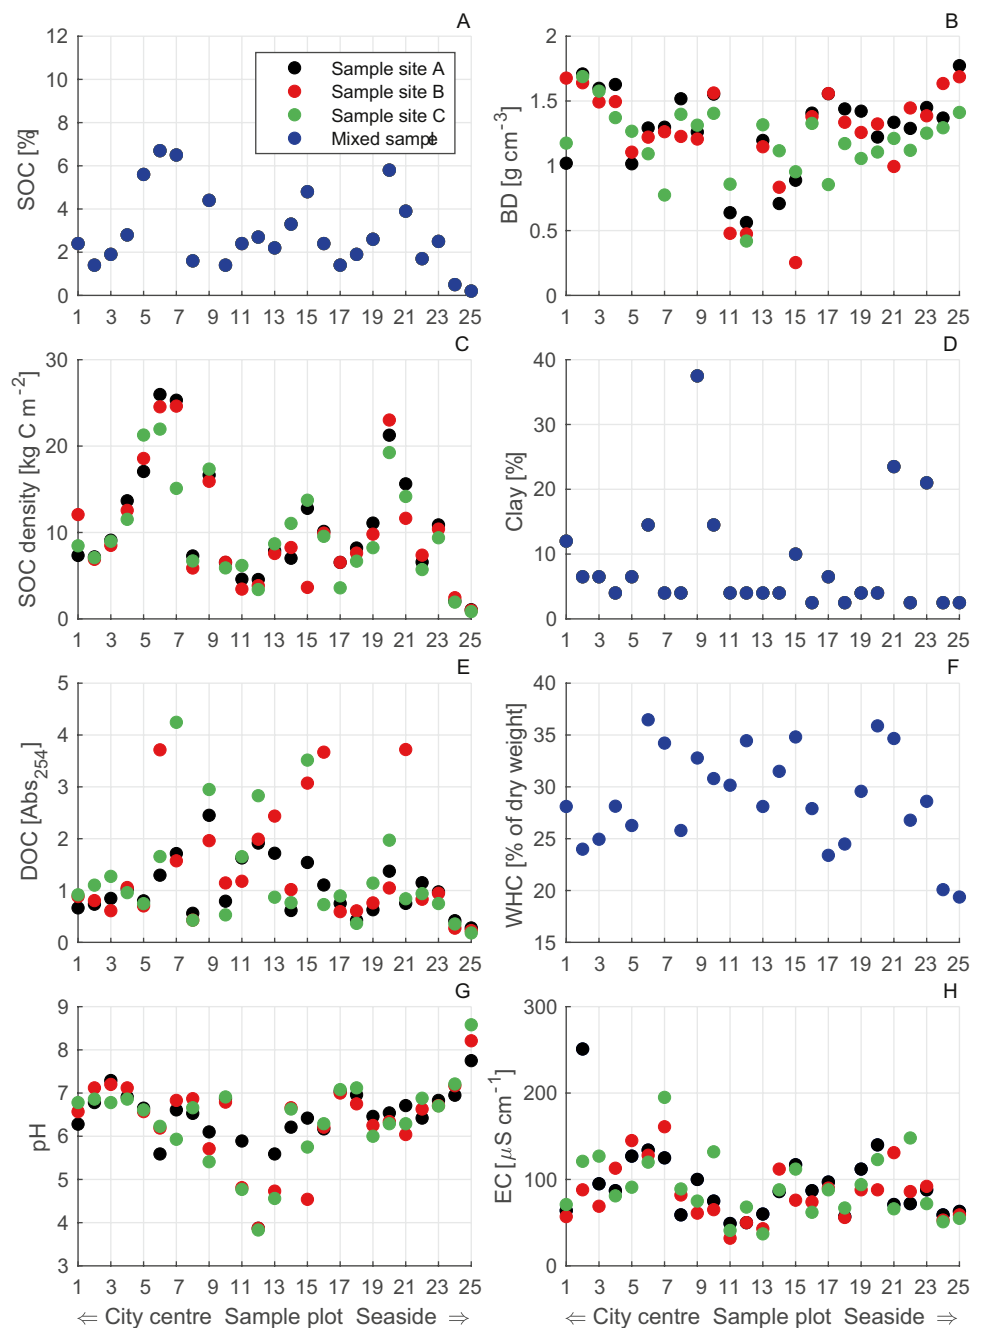 A
B
SOC [%]
12
10
8
6
4
2
0
Sample site A
Sample site B
Sample site C
Mixed sample
1 3 5 7 9 11 13 15 17 19 21 23 25
BD [g cm⁻³]
2
1.5
1
0.5
0
1 3 5 7 9 11 13 15 17 19 21 23 25
C
D
SOC density [kg C m⁻²]
30
20
10
0
1 3 5 7 9 11 13 15 17 19 21 23 25
Clay [%]
40
30
20
10
0
1 3 5 7 9 11 13 15 17 19 21 23 25
E
F
DOC [Abs₂₅₄]
5
4
3
2
1
0
1 3 5 7 9 11 13 15 17 19 21 23 25
WHC [% of dry weight]
40
35
30
25
20
15
1 3 5 7 9 11 13 15 17 19 21 23 25
G
H
pH
9
8
7
6
5
4
3
1 3 5 7 9 11 13 15 17 19 21 23 25
⇐ City centre Sample plot Seaside ⇒
EC [μS cm⁻¹]
300
200
100
0
1 3 5 7 9 11 13 15 17 19 21 23 25
⇐ City centre Sample plot Seaside ⇒